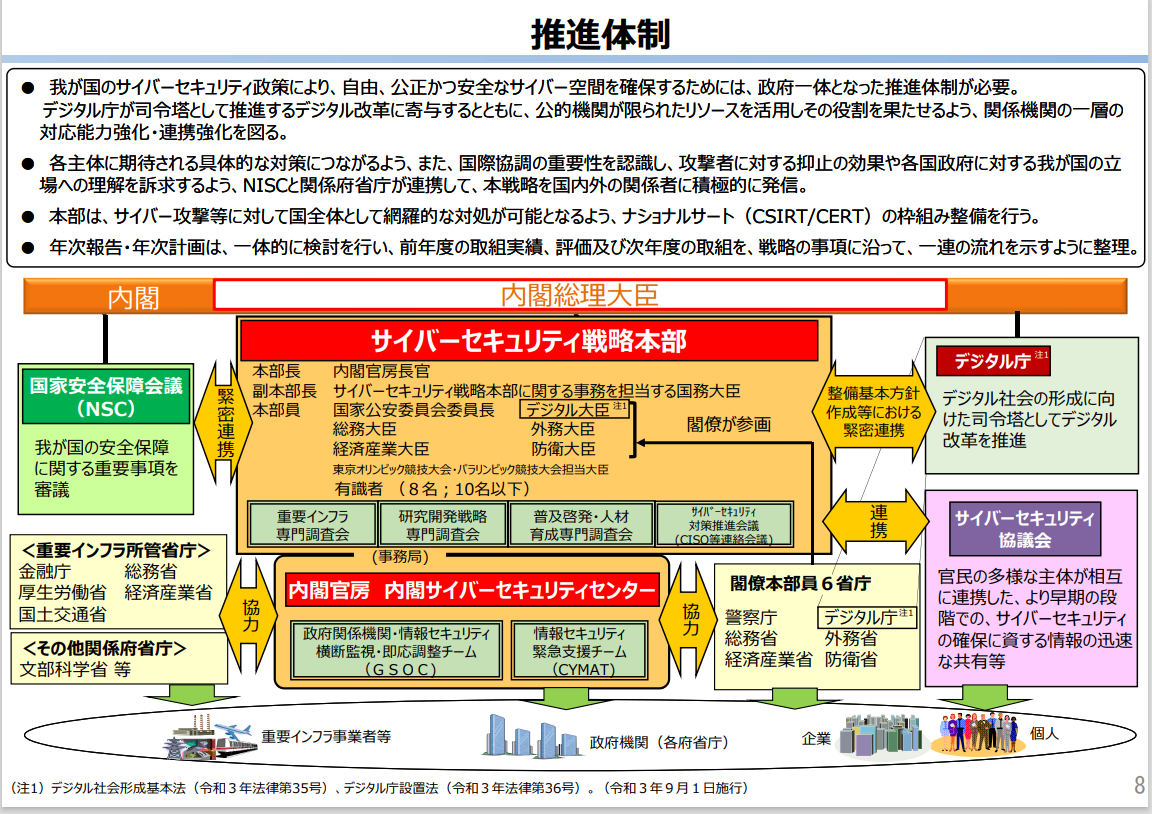 推進体制
● 我が国のサイバーセキュリティ政策により、自由、公正かつ安全なサイバー空間を確保するためには、政府一体となった推進体制が必要。
デジタル庁が司令塔として推進するデジタル改革に寄与するとともに、公的機関が限られたリソースを活用しその役割を果たせるよう、関係機関の一層の
対応能力強化・連携強化を図る。
● 各主体に期待される具体的な対策につながるよう、また、国際協調の重要性を認識し、攻撃者に対する抑止の効果や各国政府に対する我が国の立
場への理解を訴求するよう、NISCと関係府省庁が連携して、本戦略を国内外の関係者に積極的に発信。
● 本部は、サイバー攻撃等に対して国全体として網羅的な対処が可能となるよう、ナショナルサート（CSIRT/CERT）の枠組み整備を行う。
● 年次報告・年次計画は、一体的に検討を行い、前年度の取組実績、評価及び次年度の取組を、戦略の事項に沿って、一連の流れを示すように整理。
内閣
内閣総理大臣
国家安全保障会議
（NSC）
我が国の安全保障
に関する重要事項を
審議
緊密連携
サイバーセキュリティ戦略本部
本部長 内閣官房長官
副本部長 サイバーセキュリティ戦略本部に関する事務を担当する国務大臣
本部員 国家公安委員会委員長 デジタル大臣 注1
総務大臣 外務大臣
経済産業大臣 防衛大臣
東京オリンピック競技大会・パラリンピック競技大会担当大臣
有識者 （８名；10名以下）
閣僚が参画
重要インフラ
専門調査会
研究開発戦略
専門調査会
普及啓発・人材
育成専門調査会
サイバーセキュリティ
対策推進会議
（CISO等連絡会議）
整備基本方針
作成等における
緊密連携
デジタル庁 注1
デジタル社会の形成に向
けた司令塔としてデジタル
改革を推進
連携
サイバーセキュリティ
協議会
官民の多様な主体が相互
に連携した、より早期の段
階での、サイバーセキュリティ
の確保に資する情報の迅速
な共有等
＜重要インフラ所管省庁＞
金融庁 総務省
厚生労働省 経済産業省
国土交通省
＜その他関係府省庁＞
文部科学省 等
協力
（事務局）
内閣官房 内閣サイバーセキュリティセンター
政府関係機関・情報セキュリティ
横断監視・即応調整チーム
（ＧＳＯＣ）
情報セキュリティ
緊急支援チーム
（CYMAT）
協力
閣僚本部員６省庁
警察庁 デジタル庁 注1
総務省 外務省
経済産業省 防衛省
重要インフラ事業者等
政府機関（各府省庁）
企業
個人
（注1）デジタル社会形成基本法（令和３年法律第35号）、デジタル庁設置法（令和３年法律第36号）。（令和３年９月１日施行）
8